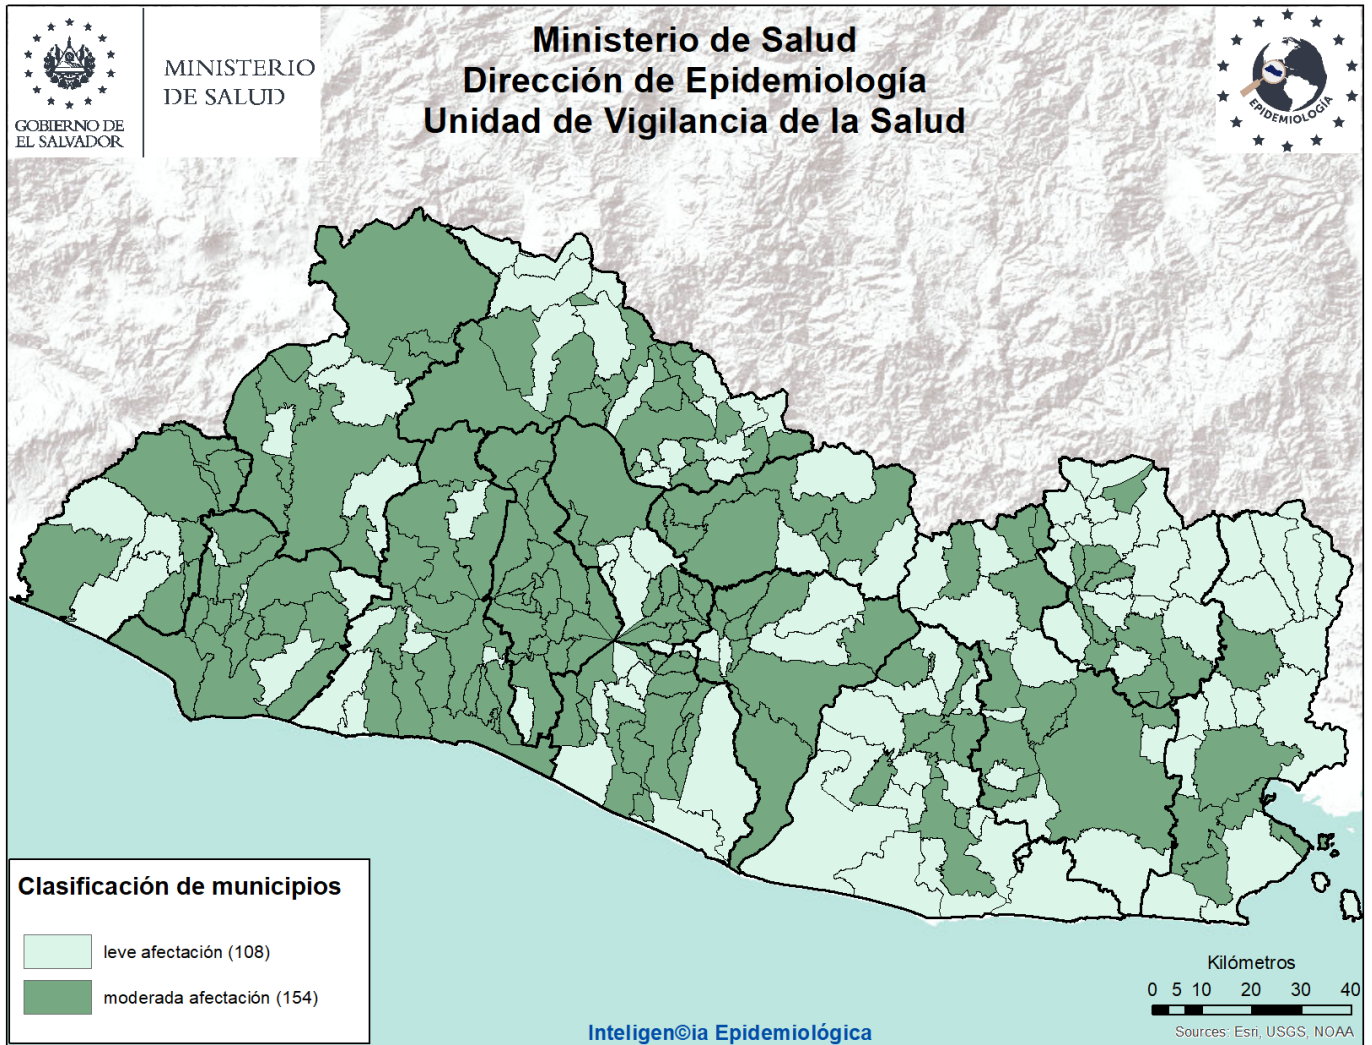 Ministerio de Salud
Dirección de Epidemiología
Unidad de Vigilancia de la Salud
GOBIERNO DE
EL SALVADOR
MINISTERIO
DE SALUD
EPIDEMIOLOGÍA
Clasificación de municipios
leve afectación (108)
moderada afectación (154)
Inteligen©ia Epidemiológica
Kilómetros
0 5 10 20 30 40
Sources: Esri, USGS, NOAA